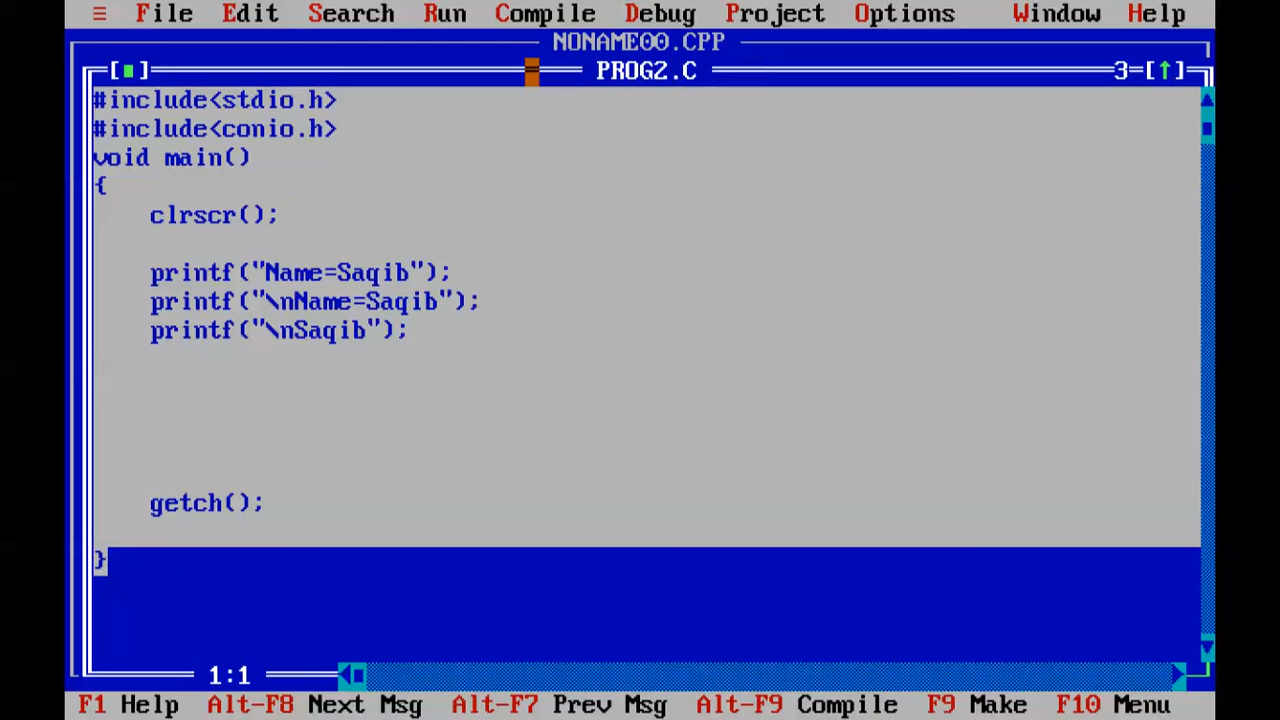 ≡ File Edit Search Run Compile Debug Project Options Window Help
NONAME00.CPP
[■] PROG2.C 3=[↑]
#include<stdio.h>
#include<conio.h>
void main()
{
clrscr();
printf("Name=Saqib");
printf("\nName=Saqib");
printf("\nSaqib");
getch();
}
1:1
F1 Help Alt-F8 Next Msg Alt-F7 Prev Msg Alt-F9 Compile F9 Make F10 Menu